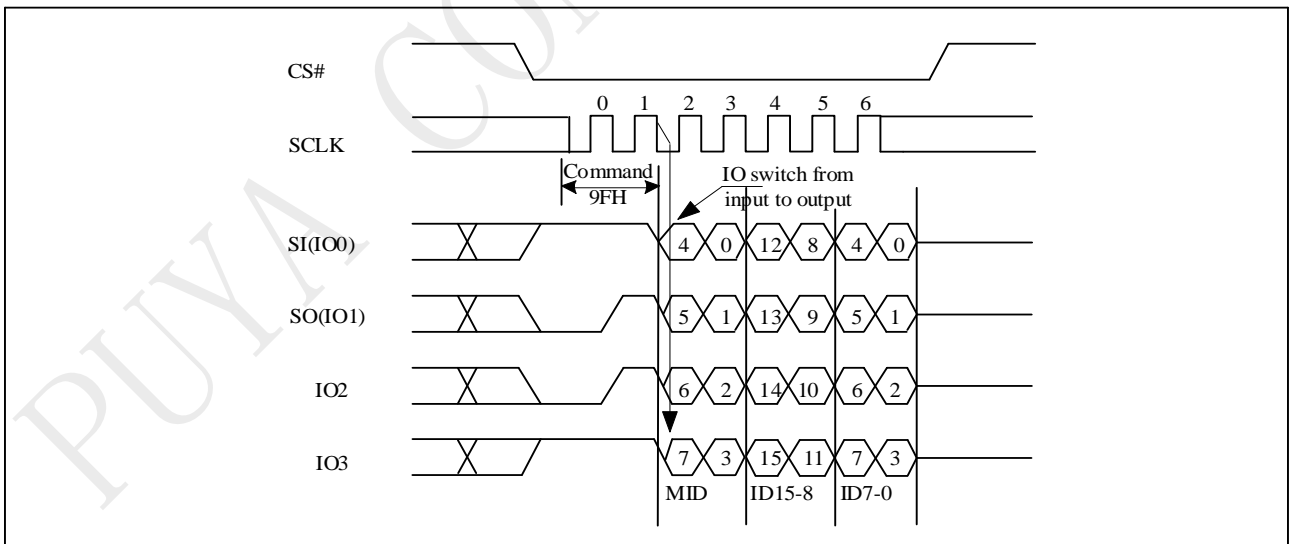 PUYA CON
CS#
SCLK
0 1 2 3 4 5 6
Command
9FH
IO switch from
input to output
SI(IO0)
4 0 12 8 4 0
SO(IO1)
5 1 13 9 5 1
IO2
6 2 14 10 6 2
IO3
7 3 15 11 7 3
MID ID15-8 ID7-0